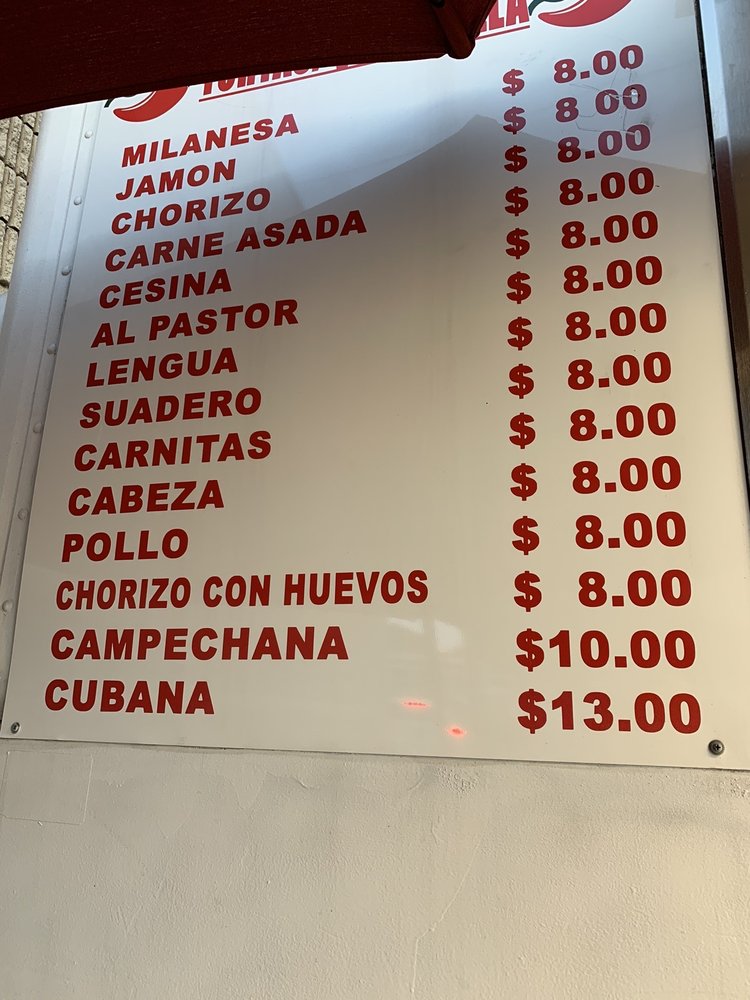 MILANESA $ 8.00
JAMON $ 8.00
CHORIZO $ 8.00
CARNE ASADA $ 8.00
CESINA $ 8.00
AL PASTOR $ 8.00
LENGUA $ 8.00
SUADERO $ 8.00
CARNITAS $ 8.00
CABEZA $ 8.00
POLLO $ 8.00
CHORIZO CON HUEVOS $ 8.00
CAMPECHANA $10.00
CUBANA $13.00